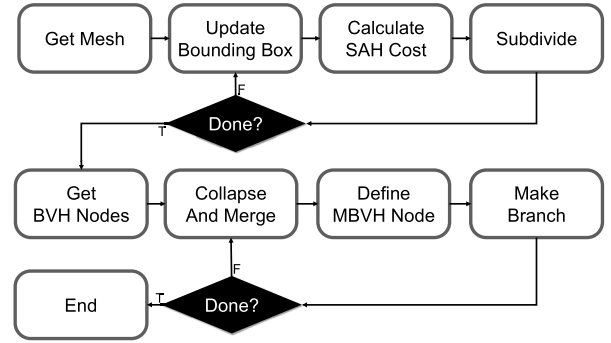 Get Mesh
Update
Bounding Box
Calculate
SAH Cost
Subdivide
F
Done?
T
Get
BVH Nodes
Collapse
And Merge
Define
MBVH Node
Make
Branch
F
End
T
Done?